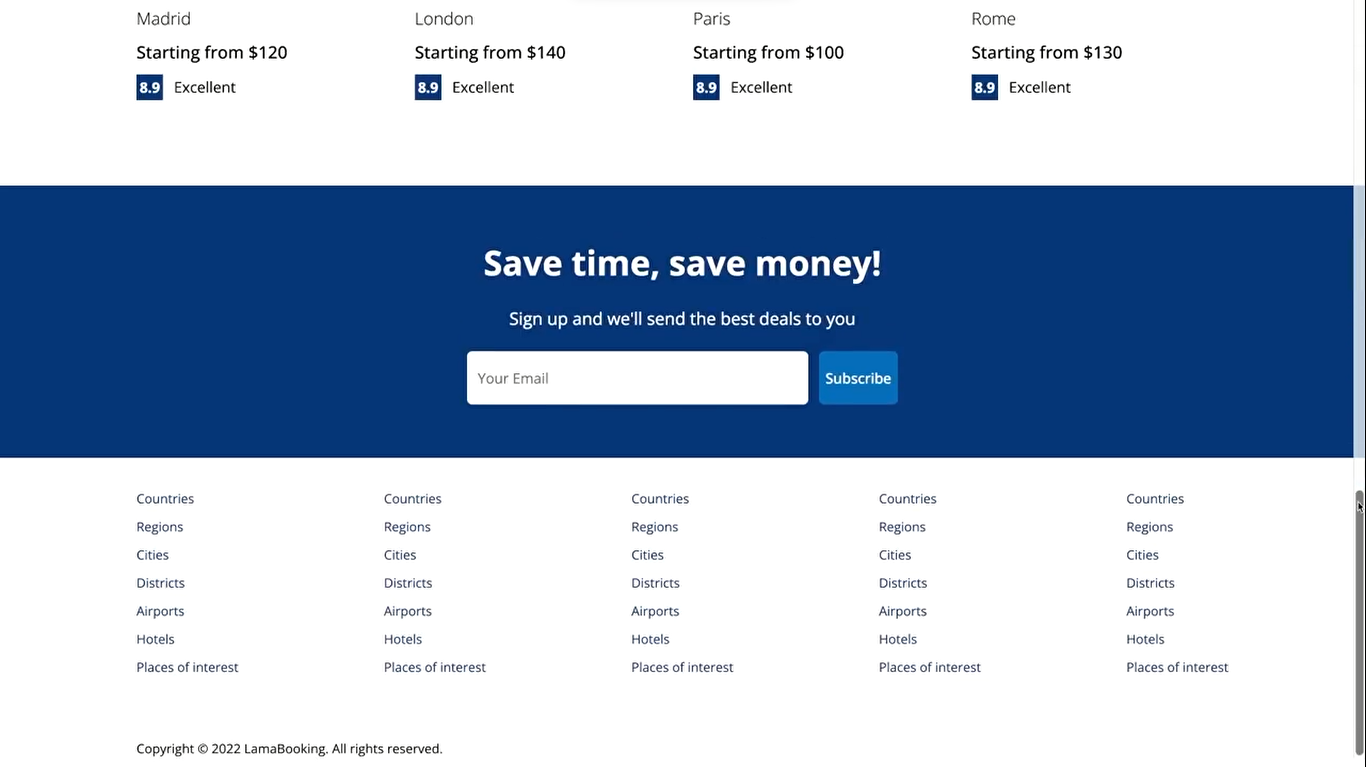 Madrid London Paris Rome
Starting from $120 Starting from $140 Starting from $100 Starting from $130
8.9 Excellent 8.9 Excellent 8.9 Excellent 8.9 Excellent
Save time, save money!
Sign up and we'll send the best deals to you
Your Email Subscribe
Countries Countries Countries Countries Countries
Regions Regions Regions Regions Regions
Cities Cities Cities Cities Cities
Districts Districts Districts Districts Districts
Airports Airports Airports Airports Airports
Hotels Hotels Hotels Hotels Hotels
Places of interest Places of interest Places of interest Places of interest Places of interest
Copyright © 2022 LamaBooking. All rights reserved.